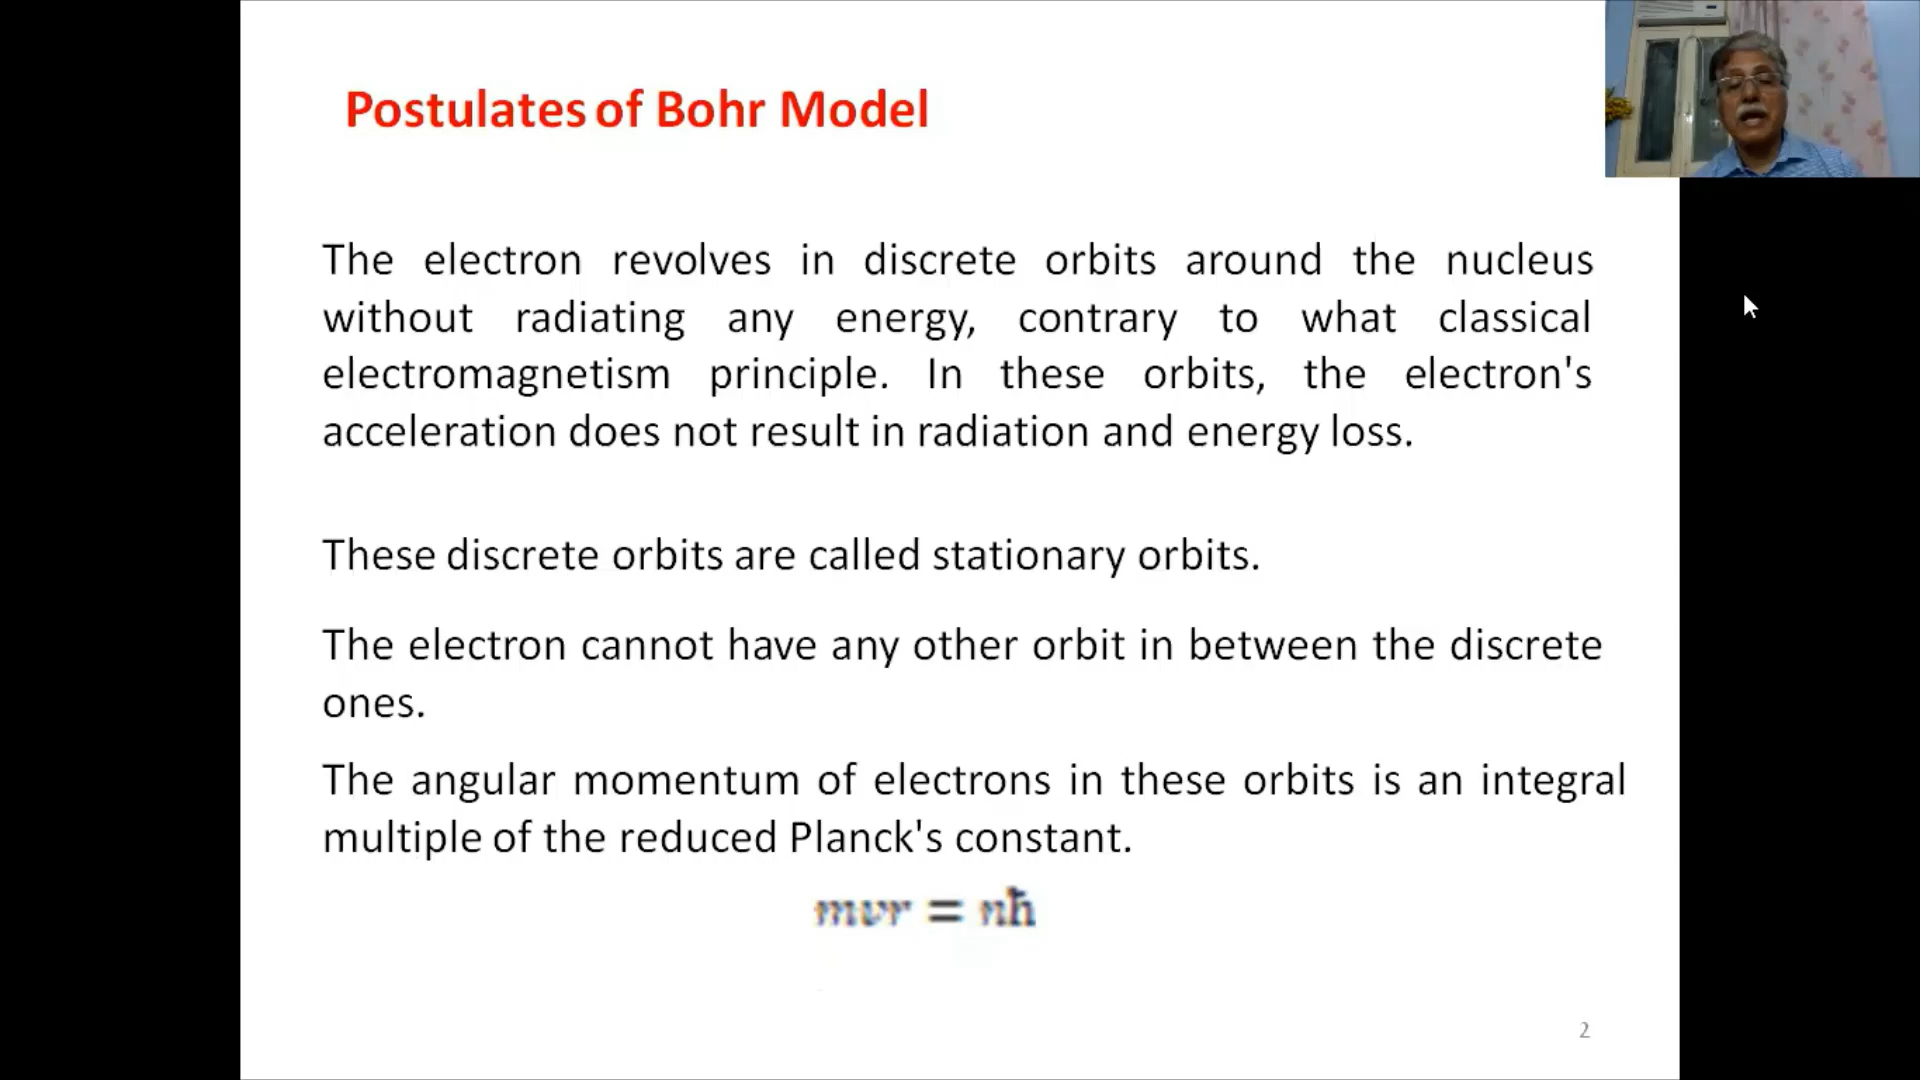 Postulates of Bohr Model
The electron revolves in discrete orbits around the nucleus
without radiating any energy, contrary to what classical
electromagnetism principle. In these orbits, the electron's
acceleration does not result in radiation and energy loss.
These discrete orbits are called stationary orbits.
The electron cannot have any other orbit in between the discrete
ones.
The angular momentum of electrons in these orbits is an integral
multiple of the reduced Planck's constant.
mvr = nħ
2